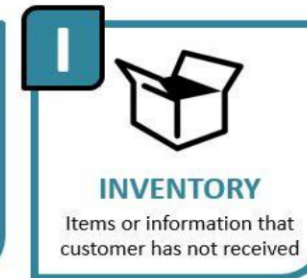 I
INVENTORY
Items or information that
customer has not received